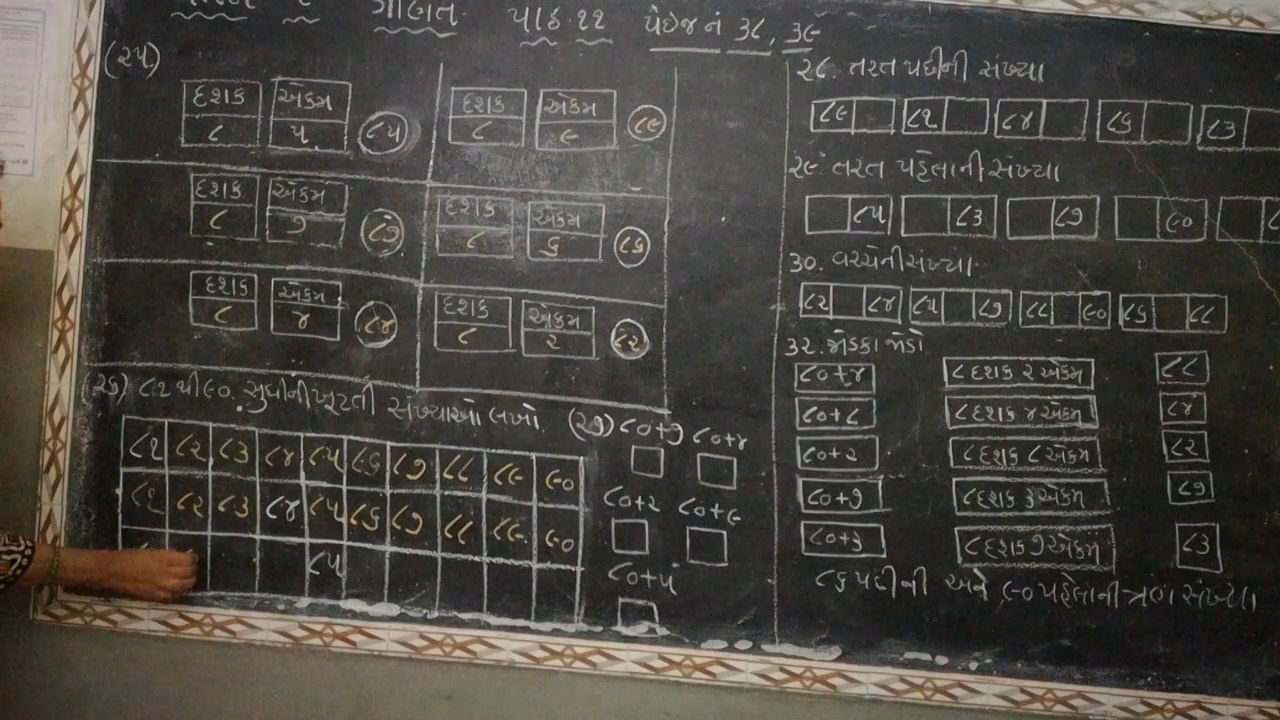 ગણિત પાઠ ૧૧ પેઇજ નં ૩૮, ૩૯
(૨૫)
દશક એકમ દશક એકમ
૮ ૫ ૮૫ ૮ ૯ ૮૯
દશક એકમ દશક એકમ
૮ ૭ ૮૭ ૮ ૬ ૮૬
દશક એકમ દશક એકમ
૮ ૪ ૮૪ ૮ ૨ ૮૨
(૨૬) ૮૧ થી ૯૦ સુધીની ખૂટતી સંખ્યાઓ લખો
૮૧ ૮૨ ૮૩ ૮૪ ૮૫ ૮૬ ૮૭ ૮૮ ૮૯ ૯૦
૮૧ ૮૨ ૮૩ ૮૪ ૮૫ ૮૬ ૮૭ ૮૮ ૮૯ ૯૦
૮૫
(૨૭) ૮૦+૭ ૮૦+૪
૮૦+૨ ૮૦+૯
૮૦+૫
૨૮. તરત પછીની સંખ્યા
૮૯ ૮૧ ૮૪ ૮૬ ૮૩
૨૯. તરત પહેલાની સંખ્યા
૮૫ ૮૩ ૮૭ ૯૦
૩૦. વચ્ચેની સંખ્યા
૮૨ ૮૪ ૮૫ ૮૭ ૮૮ ૯૦ ૮૬ ૮૮
૩૨. જોડકા જોડો
૮૦+૪ ૮ દશક ૨ એકમ ૮૮
૮૦+૮ ૮ દશક ૪ એકમ ૮૪
૮૦+૨ ૮ દશક ૮ એકમ ૮૨
૮૦+૭ ૮ દશક ૩ એકમ ૮૭
૮૦+૩ ૮ દશક ૭ એકમ ૮૩
૮૬ પછીની અને ૯૦ પહેલાની ત્રણ સંખ્યા